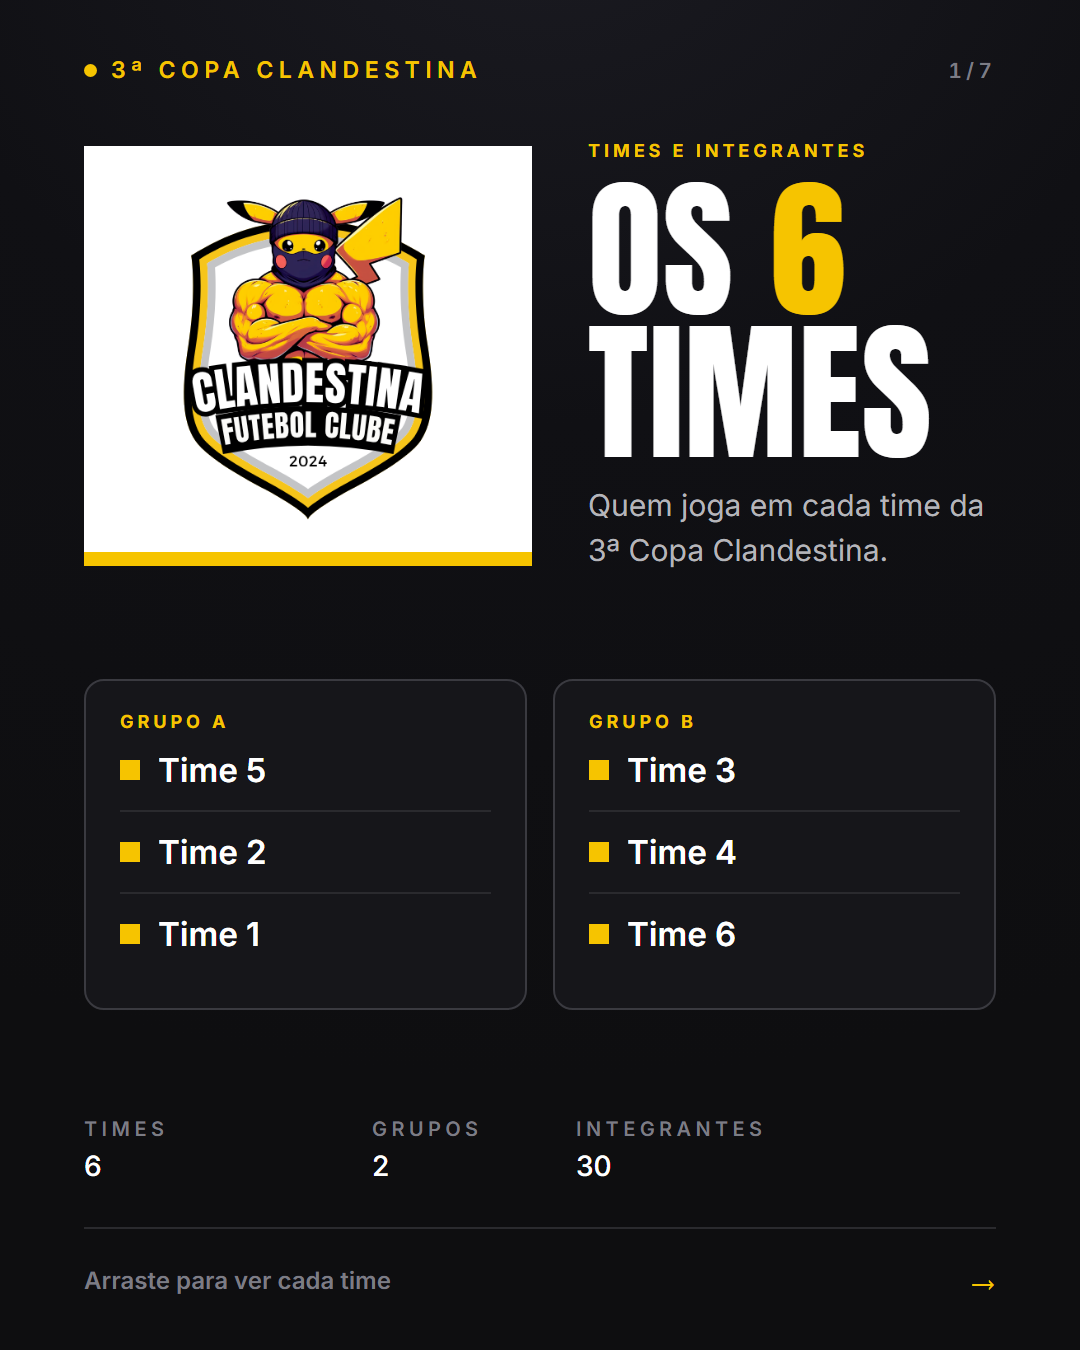 3ª COPA CLANDESTINA
1/7
CLANDESTINA
FUTEBOL CLUBE
2024
TIMES E INTEGRANTES
OS 6
TIMES
Quem joga em cada time da
3ª Copa Clandestina.
GRUPO A
Time 5
Time 2
Time 1
GRUPO B
Time 3
Time 4
Time 6
TIMES
6
GRUPOS
2
INTEGRANTES
30
Arraste para ver cada time
→